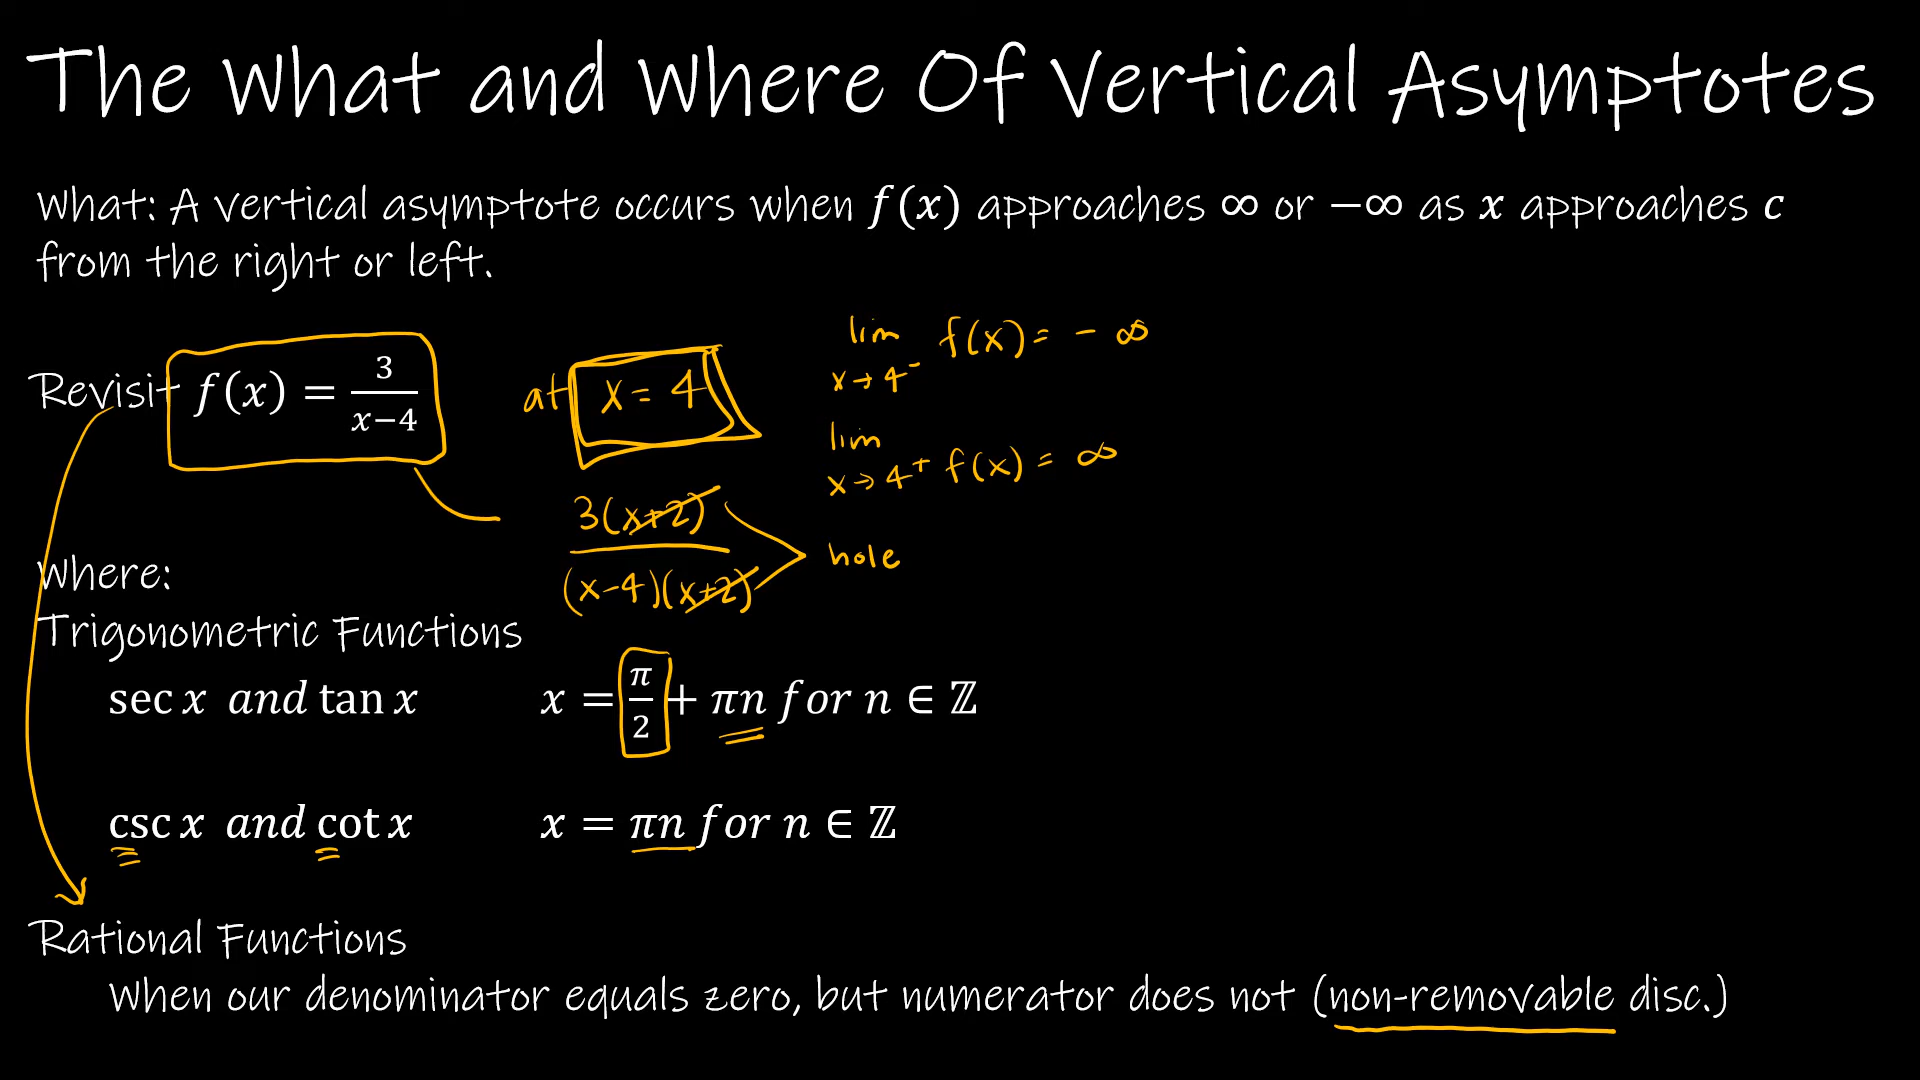 The What and Where Of Vertical Asymptotes
What: A vertical asymptote occurs when f(x) approaches ∞ or −∞ as x approaches c
from the right or left.
Revisit f(x) = 3/(x−4)
at x = 4
lim x→4⁻ f(x) = - ∞
lim x→4⁺ f(x) = ∞
3(x+2)
(x-4)(x+2)
hole
Where:
Trigonometric Functions
sec x and tan x x = π/2 + πn for n ∈ ℤ
csc x and cot x x = πn for n ∈ ℤ
Rational Functions
When our denominator equals zero, but numerator does not (non-removable disc.)